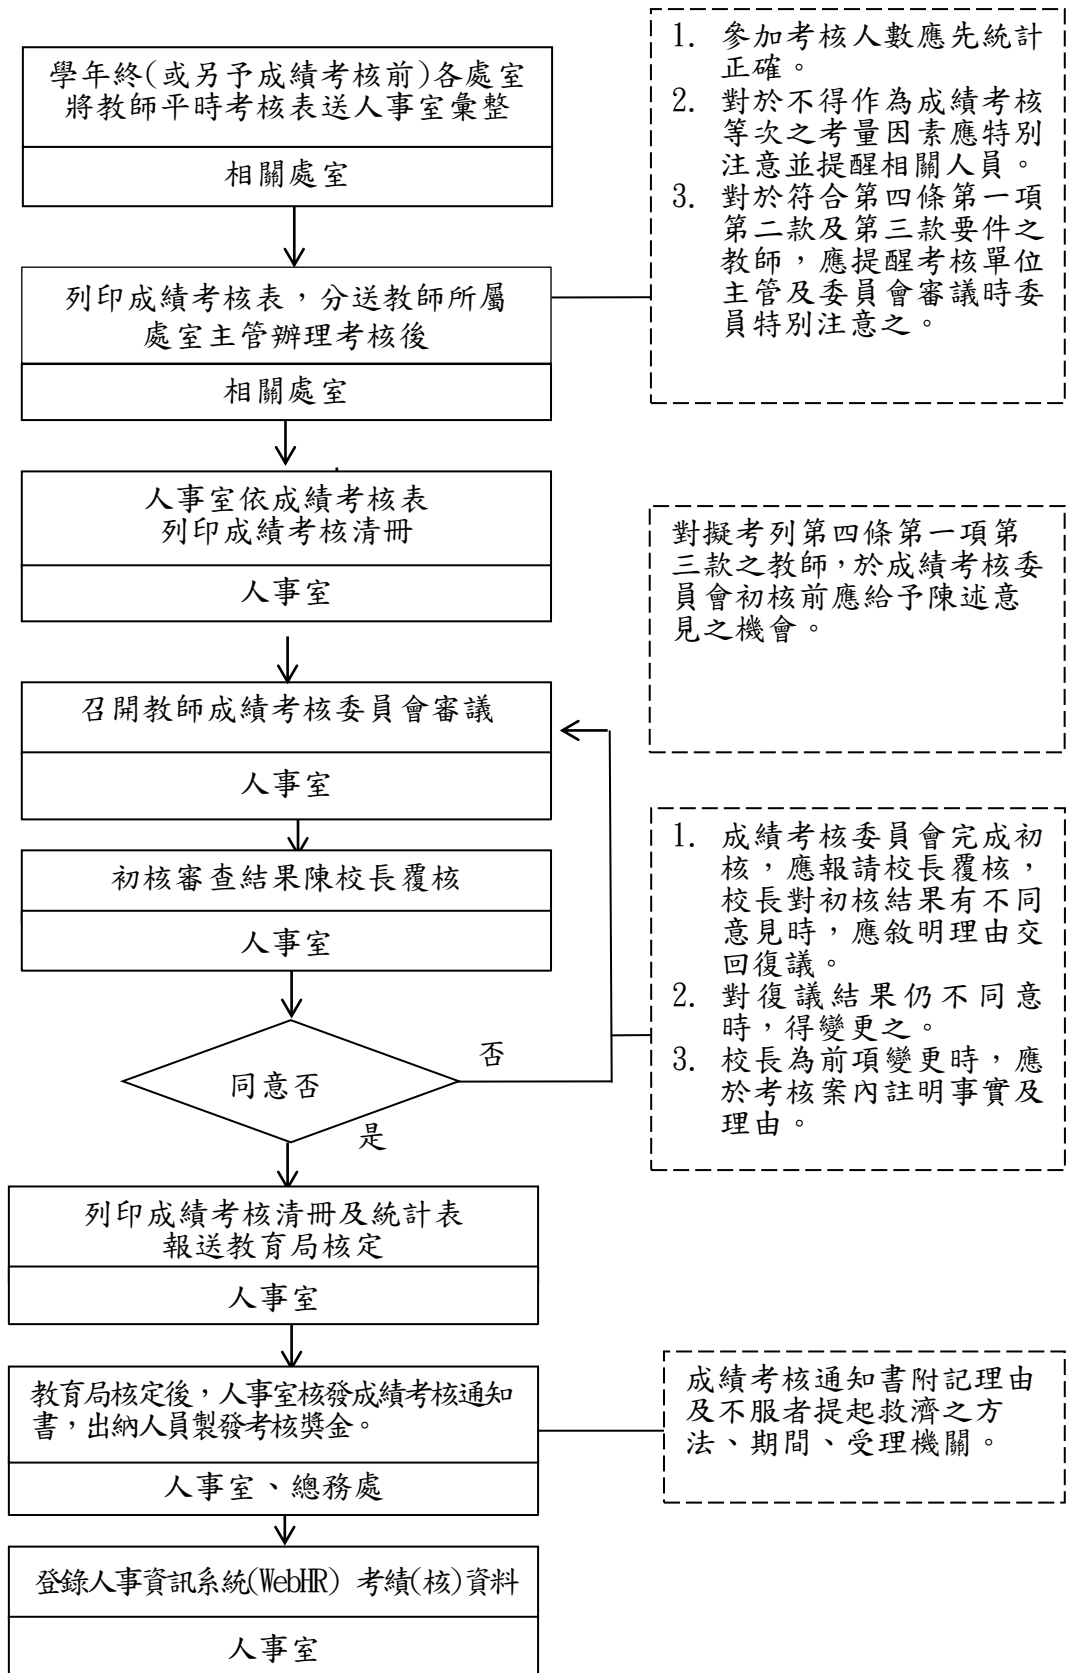 學年終(或另予成績考核前)各處室
將教師平時考核表送人事室彙整
相關處室
1. 參加考核人數應先統計
正確。
2. 對於不得作為成績考核
等次之考量因素應特別
注意並提醒相關人員。
3. 對於符合第四條第一項
第二款及第三款要件之
教師，應提醒考核單位
主管及委員會審議時委
員特別注意之。
列印成績考核表，分送教師所屬
處室主管辦理考核後
相關處室
人事室依成績考核表
列印成績考核清冊
人事室
對擬考列第四條第一項第
三款之教師，於成績考核委
員會初核前應給予陳述意
見之機會。
召開教師成績考核委員會審議
人事室
初核審查結果陳校長覆核
人事室
1. 成績考核委員會完成初
核，應報請校長覆核，
校長對初核結果有不同
意見時，應敘明理由交
回復議。
2. 對復議結果仍不同意
時，得變更之。
3. 校長為前項變更時，應
於考核案內註明事實及
理由。
同意否
否
是
列印成績考核清冊及統計表
報送教育局核定
人事室
教育局核定後，人事室核發成績考核通知
書，出納人員製發考核獎金。
人事室、總務處
成績考核通知書附記理由
及不服者提起救濟之方
法、期間、受理機關。
登錄人事資訊系統(WebHR) 考績(核)資料
人事室